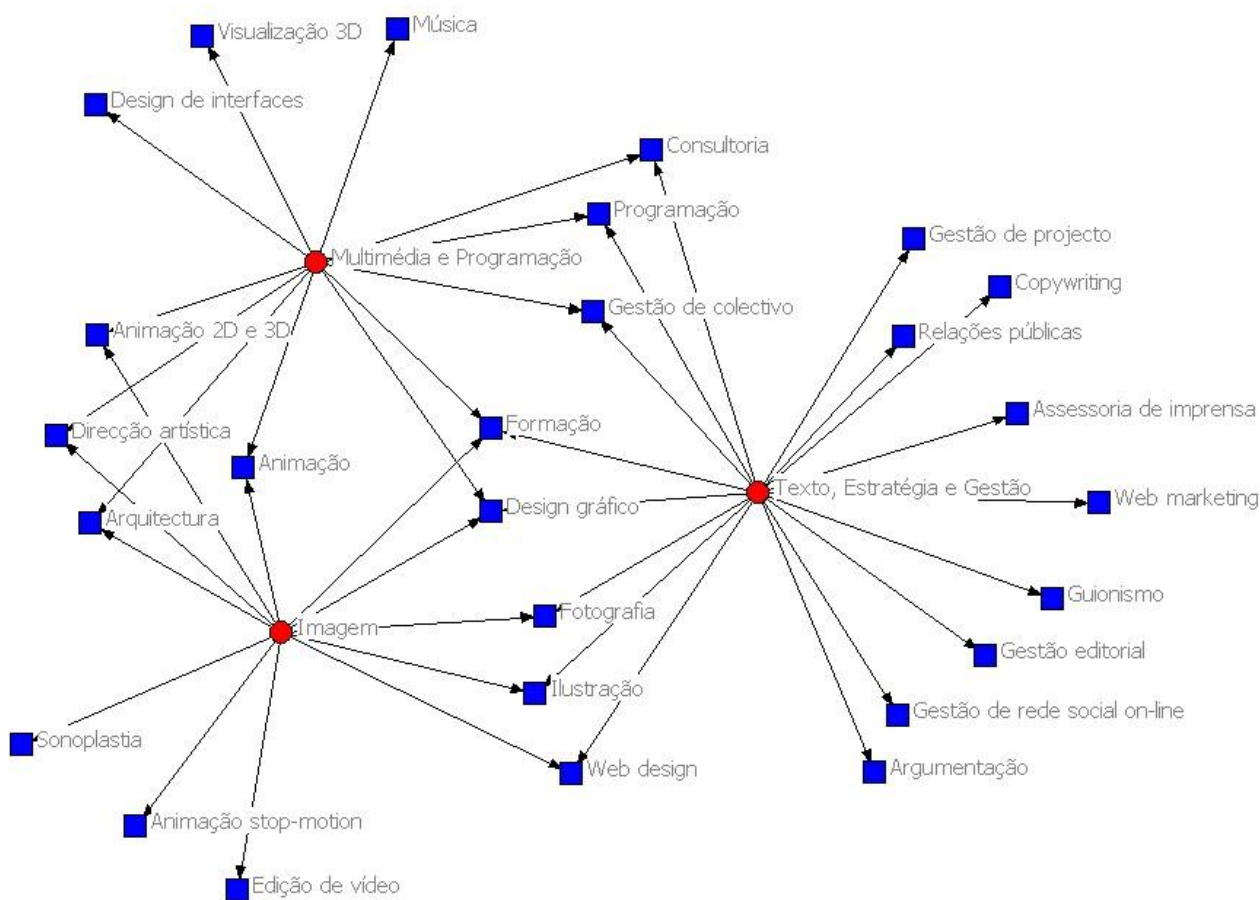 Visualização 3D
Música
Design de interfaces
Consultoria
Programação
Gestão de projecto
Multimédia e Programação
Copywriting
Gestão de colectivo
Animação 2D e 3D
Relações públicas
Assessoria de imprensa
Formação
Direcção artística
Animação
Texto, Estratégia e Gestão
Web marketing
Design gráfico
Arquitectura
Guionismo
Fotografia
Imagem
Gestão editorial
Ilustração
Gestão de rede social on-line
Sonoplastia
Web design
Argumentação
Animação stop-motion
Edição de vídeo